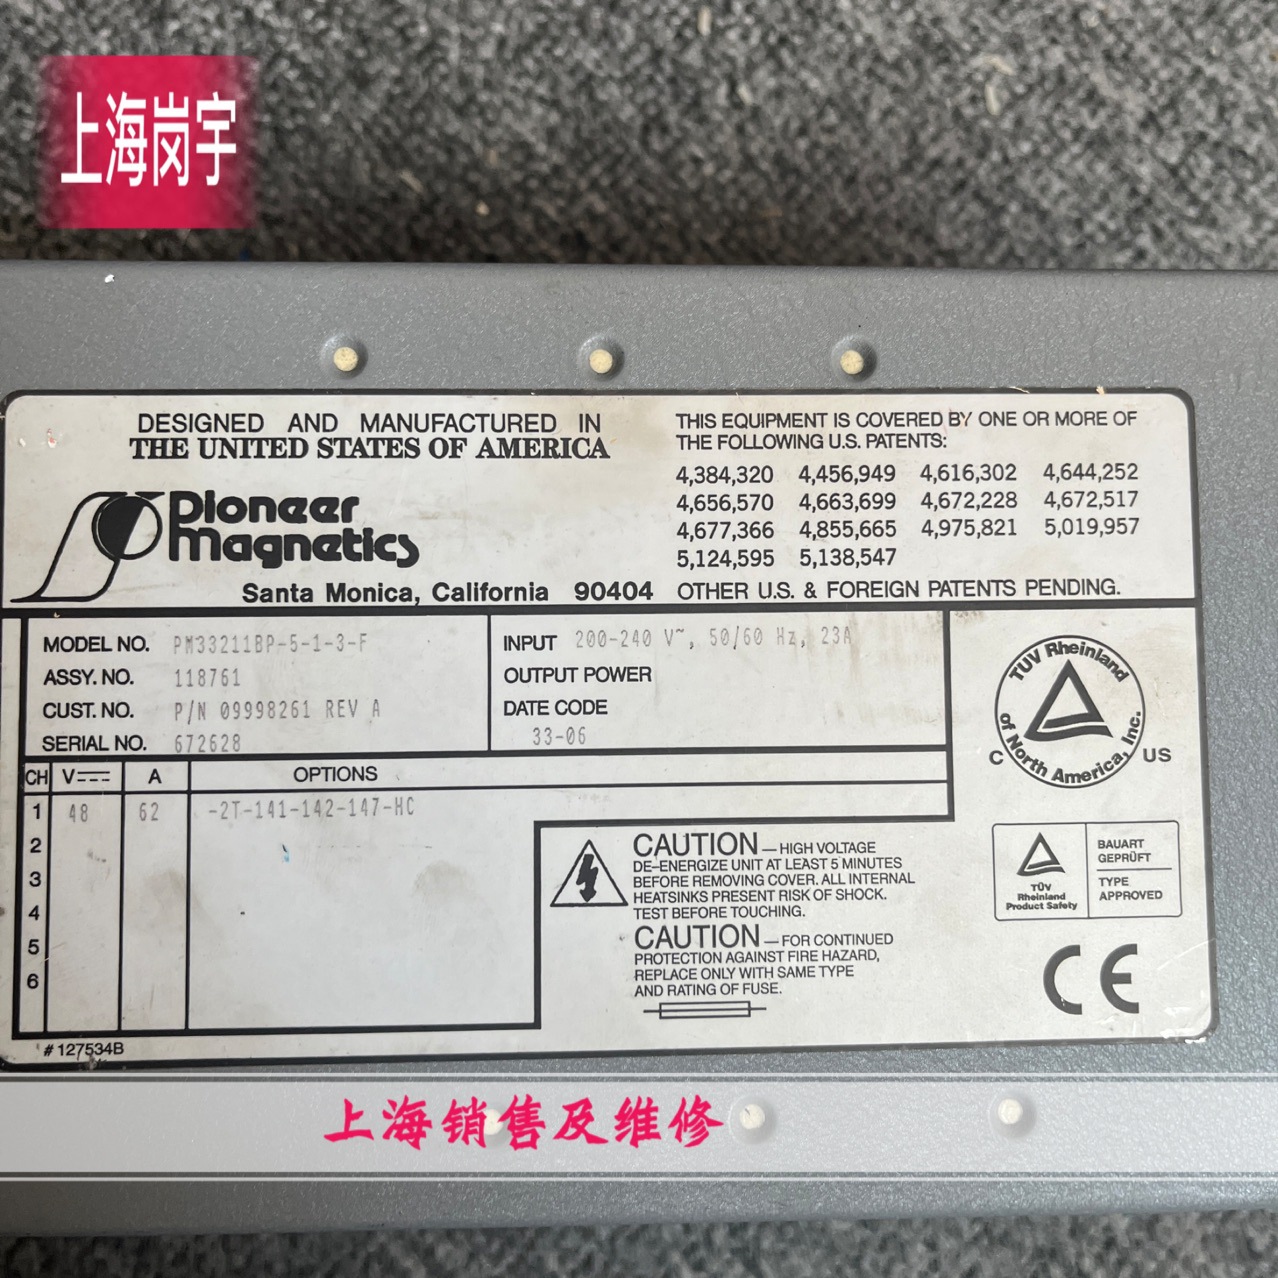 上海岗宇
DESIGNED AND MANUFACTURED IN
THE UNITED STATES OF AMERICA
Pioneer
Magnetics
Santa Monica, California 90404
THIS EQUIPMENT IS COVERED BY ONE OR MORE OF
THE FOLLOWING U.S. PATENTS:
4,384,320 4,456,949 4,616,302 4,644,252
4,656,570 4,663,699 4,672,228 4,672,517
4,677,366 4,855,665 4,975,821 5,019,957
5,124,595 5,138,547
OTHER U.S. & FOREIGN PATENTS PENDING.
MODEL NO. PM33211BP-5-1-3-F
ASSY. NO. 118761
CUST. NO. P/N 09998261 REV A
SERIAL NO. 672628
INPUT 200-240 V~, 50/60 Hz, 23A
OUTPUT POWER
DATE CODE
33-06
CH V A OPTIONS
1 48 62 -2T-141-142-147-HC
2
3
4
5
6
CAUTION — HIGH VOLTAGE
DE-ENERGIZE UNIT AT LEAST 5 MINUTES
BEFORE REMOVING COVER. ALL INTERNAL
HEATSINKS PRESENT RISK OF SHOCK.
TEST BEFORE TOUCHING.
CAUTION — FOR CONTINUED
PROTECTION AGAINST FIRE HAZARD,
REPLACE ONLY WITH SAME TYPE
AND RATING OF FUSE.
TUV Rheinland
of North America, Inc.
C US
TÜV
Rheinland
Product Safety
BAUART
GEPRÜFT
TYPE
APPROVED
CE
# 127534B
上海销售及维修